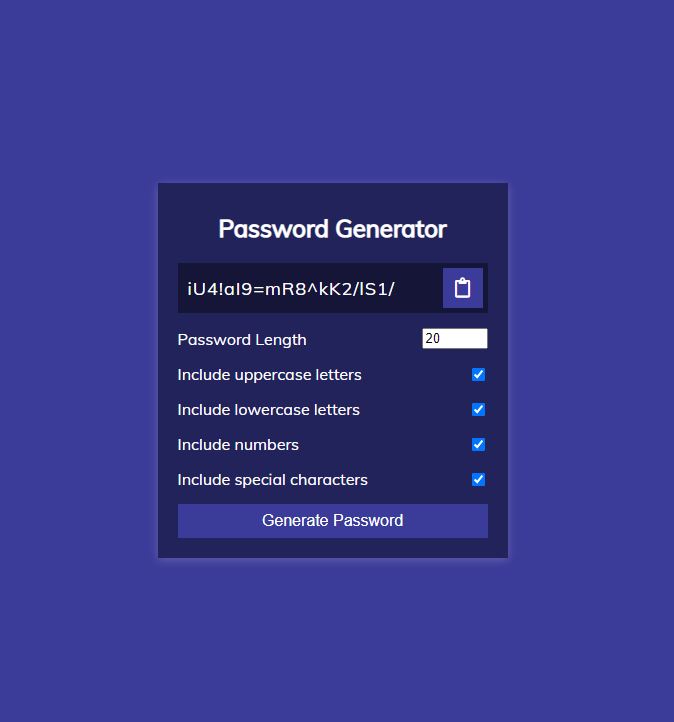 Password Generator
iU4!aI9=mR8^kK2/lS1/
Password Length
20
Include uppercase letters
Include lowercase letters
Include numbers
Include special characters
Generate Password